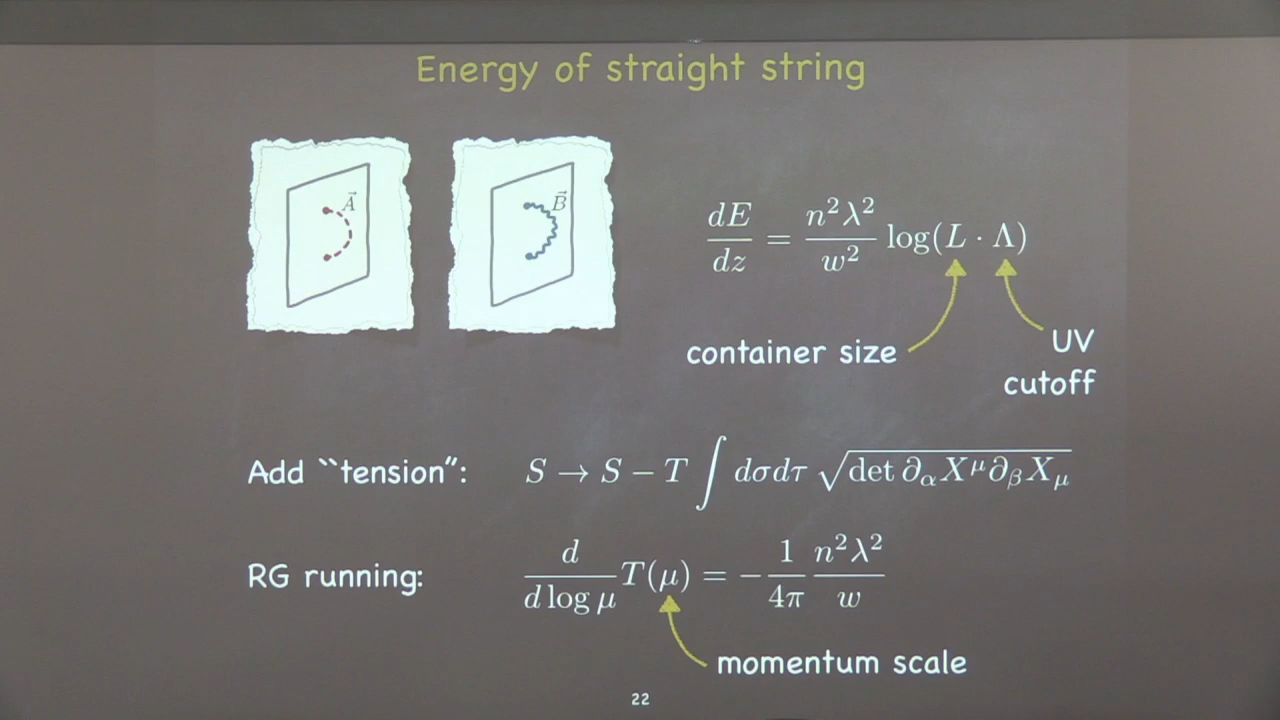 Energy of straight string
A⃗
B⃗
dE/dz = n²λ²/w² log(L · Λ)
container size
UV
cutoff
Add ``tension": S → S − T ∫ dσdτ √(det ∂_α X^μ ∂_β X_μ)
RG running: d/(d log μ) T(μ) = − 1/4π n²λ²/w
momentum scale
22